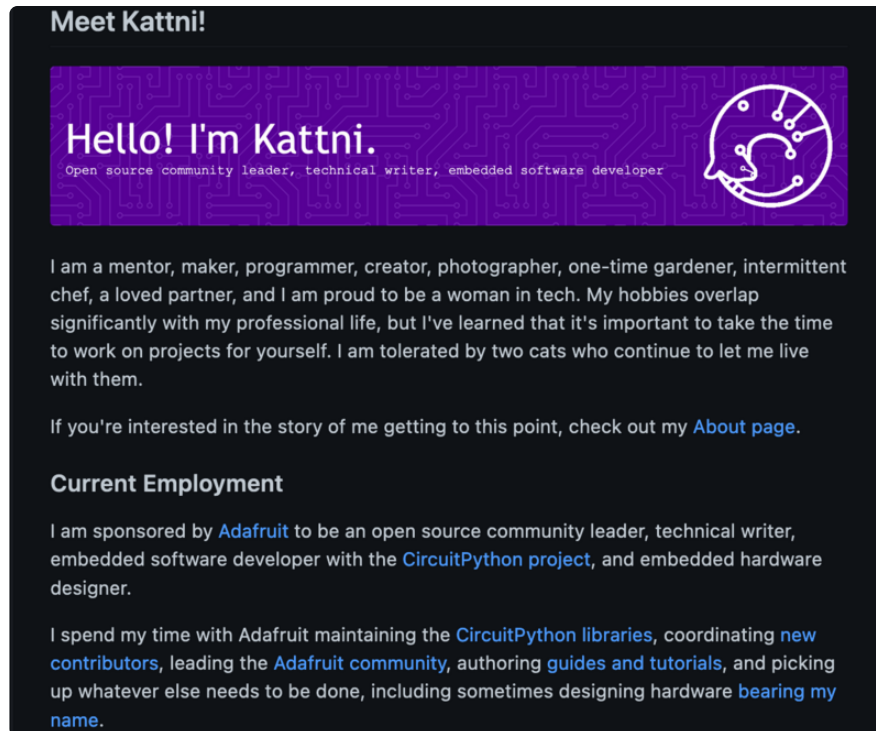 Meet Kattni!
Hello! I'm Kattni.
Open source community leader, technical writer, embedded software developer
I am a mentor, maker, programmer, creator, photographer, one-time gardener, intermittent
chef, a loved partner, and I am proud to be a woman in tech. My hobbies overlap
significantly with my professional life, but I've learned that it's important to take the time
to work on projects for yourself. I am tolerated by two cats who continue to let me live
with them.
If you're interested in the story of me getting to this point, check out my About page.
Current Employment
I am sponsored by Adafruit to be an open source community leader, technical writer,
embedded software developer with the CircuitPython project, and embedded hardware
designer.
I spend my time with Adafruit maintaining the CircuitPython libraries, coordinating new
contributors, leading the Adafruit community, authoring guides and tutorials, and picking
up whatever else needs to be done, including sometimes designing hardware bearing my
name.